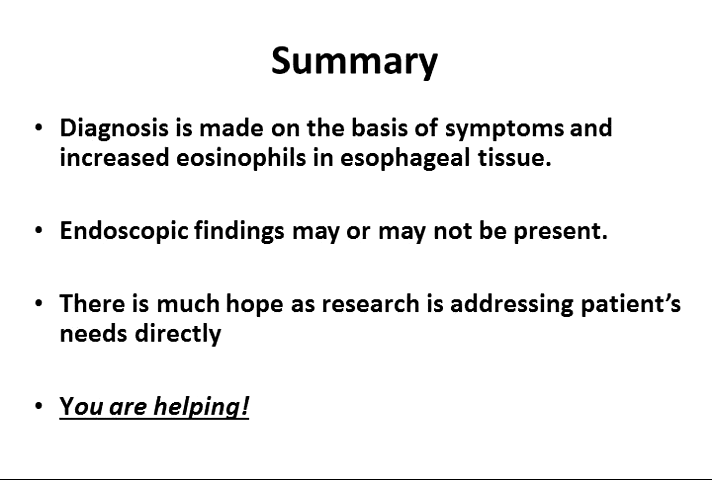 Summary
• Diagnosis is made on the basis of symptoms and
increased eosinophils in esophageal tissue.
• Endoscopic findings may or may not be present.
• There is much hope as research is addressing patient’s
needs directly
• You are helping!